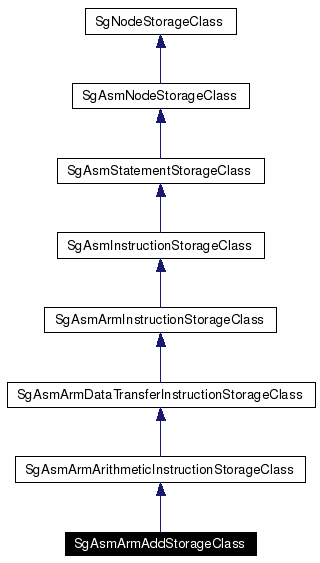 SgNodeStorageClass
SgAsmNodeStorageClass
SgAsmStatementStorageClass
SgAsmInstructionStorageClass
SgAsmArmInstructionStorageClass
SgAsmArmDataTransferInstructionStorageClass
SgAsmArmArithmeticInstructionStorageClass
SgAsmArmAddStorageClass